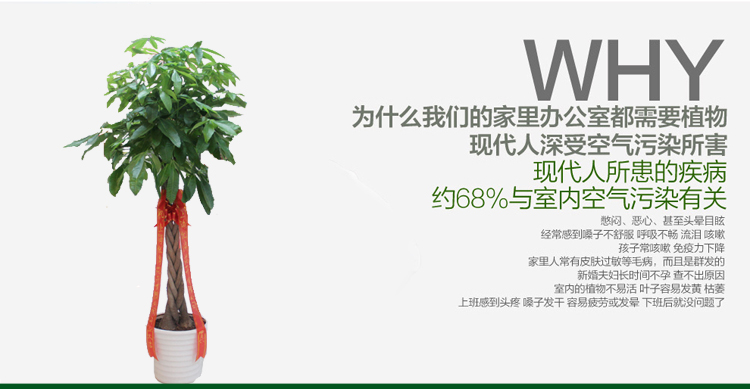 WHY
为什么我们的家里办公室都需要植物
现代人深受空气污染所害
现代人所患的疾病
约68%与室内空气污染有关
憋闷、恶心、甚至头晕目眩
经常感到嗓子不舒服 呼吸不畅 流泪 咳嗽
孩子常咳嗽 免疫力下降
家里人常有皮肤过敏等毛病，而且是群发的
新婚夫妇长时间不孕 查不出原因
室内的植物不易活 叶子容易发黄 枯萎
上班感到头疼 嗓子发干 容易疲劳或发晕 下班后就没问题了